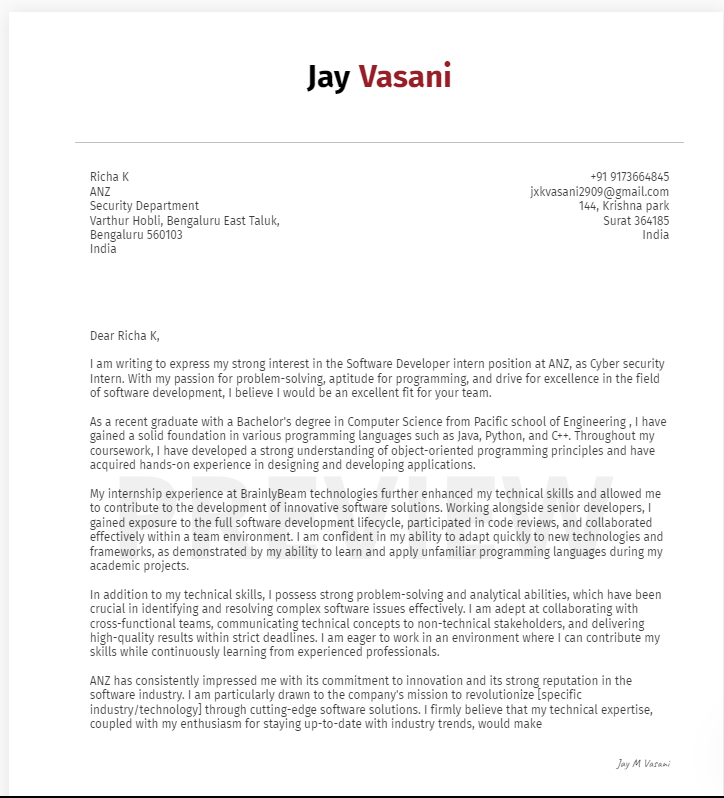 Jay Vasani
Richa K
ANZ
Security Department
Varthur Hobli, Bengaluru East Taluk,
Bengaluru 560103
India
+91 9173664845
jxkvasani2909@gmail.com
144, Krishna park
Surat 364185
India
Dear Richa K,
I am writing to express my strong interest in the Software Developer intern position at ANZ, as Cyber security
Intern. With my passion for problem-solving, aptitude for programming, and drive for excellence in the field
of software development, I believe I would be an excellent fit for your team.
As a recent graduate with a Bachelor's degree in Computer Science from Pacific school of Engineering , I have
gained a solid foundation in various programming languages such as Java, Python, and C++. Throughout my
coursework, I have developed a strong understanding of object-oriented programming principles and have
acquired hands-on experience in designing and developing applications.
My internship experience at BrainlyBeam technologies further enhanced my technical skills and allowed me
to contribute to the development of innovative software solutions. Working alongside senior developers, I
gained exposure to the full software development lifecycle, participated in code reviews, and collaborated
effectively within a team environment. I am confident in my ability to adapt quickly to new technologies and
frameworks, as demonstrated by my ability to learn and apply unfamiliar programming languages during my
academic projects.
PREVIEW
In addition to my technical skills, I possess strong problem-solving and analytical abilities, which have been
crucial in identifying and resolving complex software issues effectively. I am adept at collaborating with
cross-functional teams, communicating technical concepts to non-technical stakeholders, and delivering
high-quality results within strict deadlines. I am eager to work in an environment where I can contribute my
skills while continuously learning from experienced professionals.
ANZ has consistently impressed me with its commitment to innovation and its strong reputation in the
software industry. I am particularly drawn to the company's mission to revolutionize [specific
industry/technology] through cutting-edge software solutions. I firmly believe that my technical expertise,
coupled with my enthusiasm for staying up-to-date with industry trends, would make
Jay M Vasani